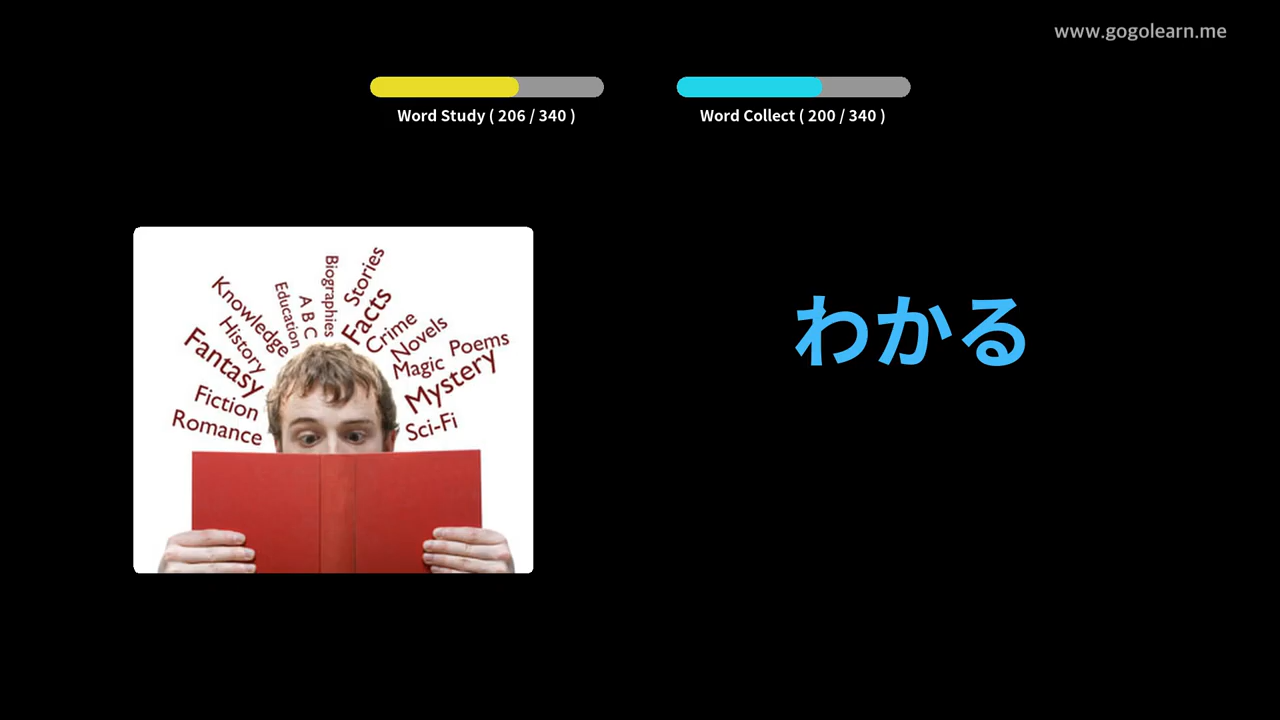 www.gogolearn.me
Word Study ( 206 / 340 )
Word Collect ( 200 / 340 )
Biographies
Stories
Education
A B C
Facts
Knowledge
Crime
History
Novels
Fantasy
Magic
Poems
Mystery
Fiction
Romance
Sci-Fi
わかる